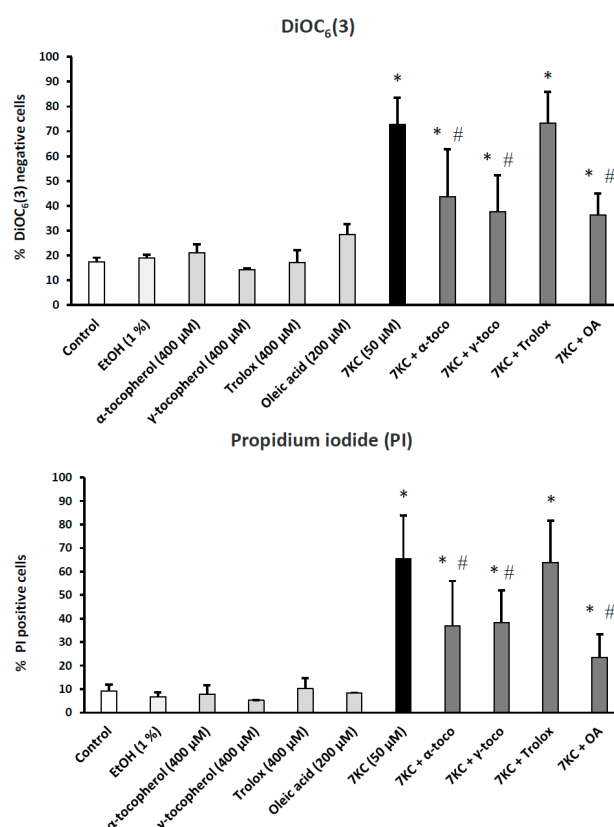 DiOC6(3)
% DiOC6(3) negative cells
100
90
80
70
60
50
40
30
20
10
0
* * # * # * * #
Control
EtOH (1 %)
α-tocopherol (400 µM)
γ-tocopherol (400 µM)
Trolox (400 µM)
Oleic acid (200 µM)
7KC (50 µM)
7KC + α-toco
7KC + γ-toco
7KC + Trolox
7KC + OA
Propidium iodide (PI)
% PI positive cells
100
90
80
70
60
50
40
30
20
10
0
* * # * # * * #
Control
EtOH (1 %)
α-tocopherol (400 µM)
γ-tocopherol (400 µM)
Trolox (400 µM)
Oleic acid (200 µM)
7KC (50 µM)
7KC + α-toco
7KC + γ-toco
7KC + Trolox
7KC + OA